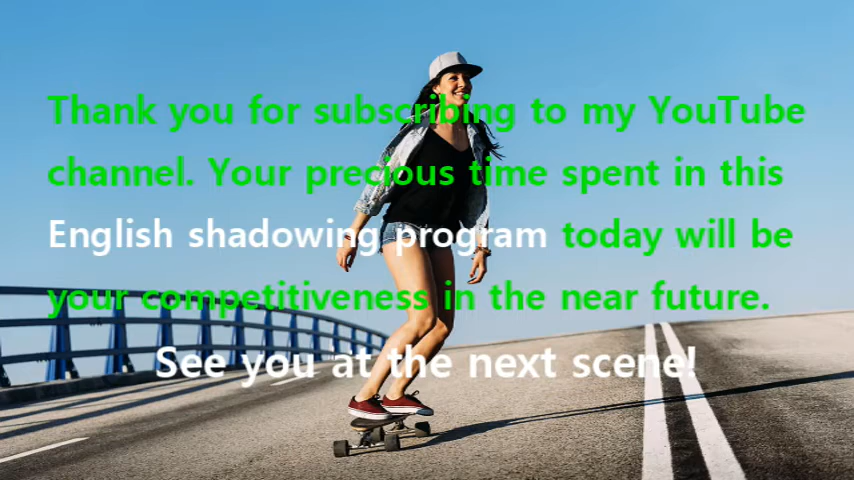 Thank you for subscribing to my YouTube
channel. Your precious time spent in this
English shadowing program today will be
your competitiveness in the near future.
See you at the next scene!